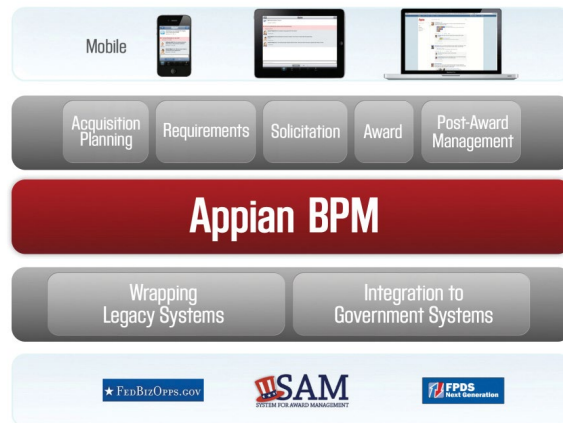 Mobile
Acquisition
Planning
Requirements
Solicitation
Award
Post-Award
Management
Appian BPM
Wrapping
Legacy Systems
Integration to
Government Systems
FEDBIZOPPS.GOV
SAM
SYSTEM FOR AWARD MANAGEMENT
FPDS
Next Generation